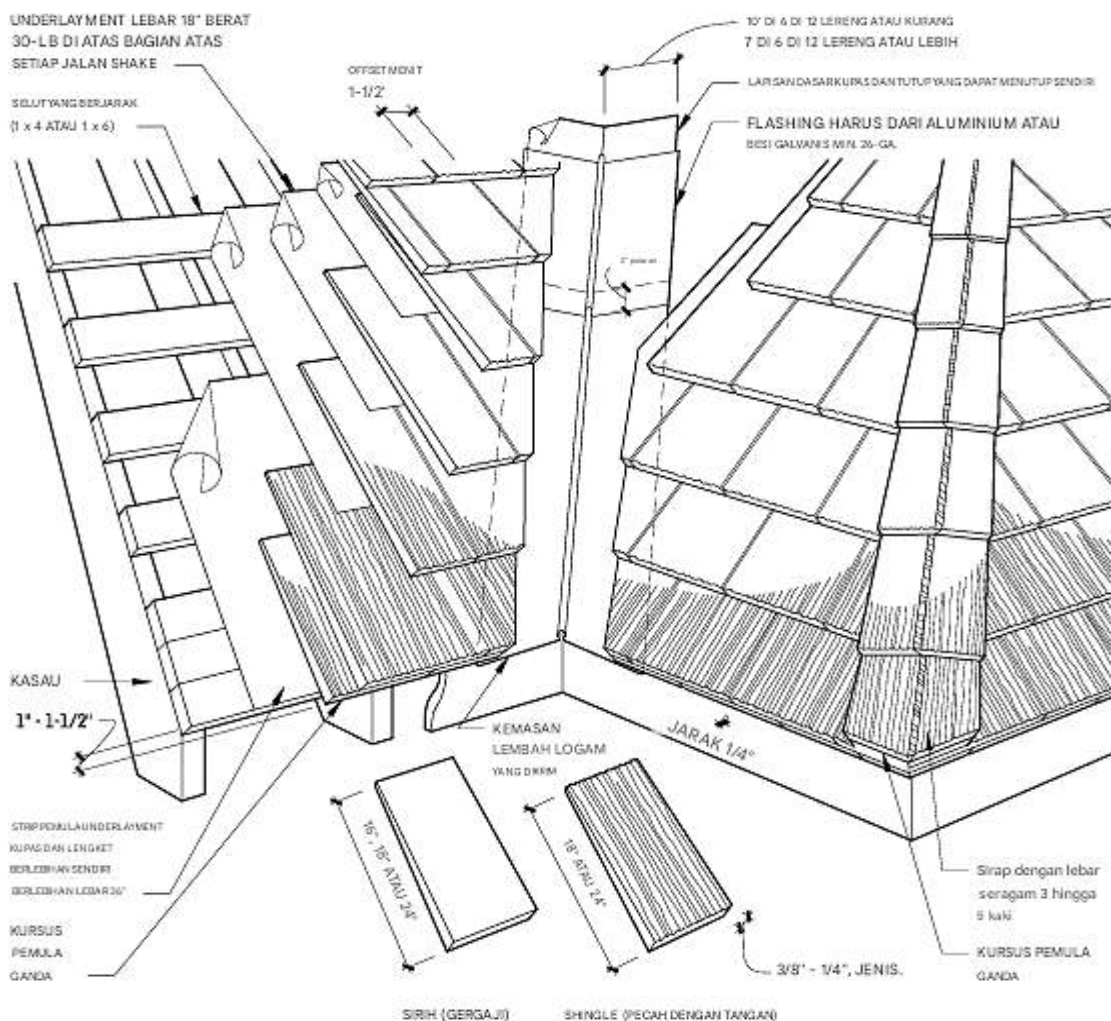 UNDERLAYMENT LEBAR 18" BERAT
30-LB DI ATAS BAGIAN ATAS
SETIAP JALAN SHAKE
SELUTYANG BERJARAK
(1 x 4 ATAU 1 x 6)
OFFSET MENIT
1-1/2'
10' DI 6 DI 12 LERENG ATAU KURANG
7 DI 6 DI 12 LERENG ATAU LEBIH
LAPISAN DASAR KUPAS DAN TUTUP YANG DAPAT MENUTUP SENDIRI
FLASHING HARUS DARI ALUMINIUM ATAU
BESI GALVANIS MIN. 26-GA.
KASAU
1" - 1-1/2"
KEMASAN
LEMBAH LOGAM
YANG DIKRIM
JARAK 1/4"
STRIP PEMULA UNDERLAYMENT
KUPAS DAN LENGKET
BERLEBIHAN SENDIRI
BERLEBIHAN LEBAR 36"
KURSUS
PEMULA
GANDA
16", 18" ATAU 24"
18" ATAU 24"
Sirap dengan lebar
seragam 3 hingga
5 kaki
KURSUS PEMULA
GANDA
3/8" - 1/4", JENIS.
SIRIH (GERGAJI)
SHINGLE (PECAH DENGAN TANGAN)